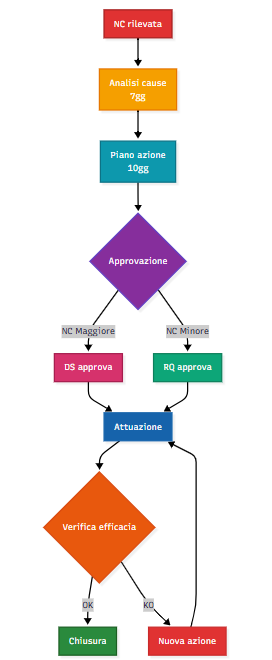 NC rilevata
Analisi cause
7gg
Piano azione
10gg
Approvazione
NC Maggiore
NC Minore
DS approva
RQ approva
Attuazione
Verifica efficacia
OK
KO
Chiusura
Nuova azione